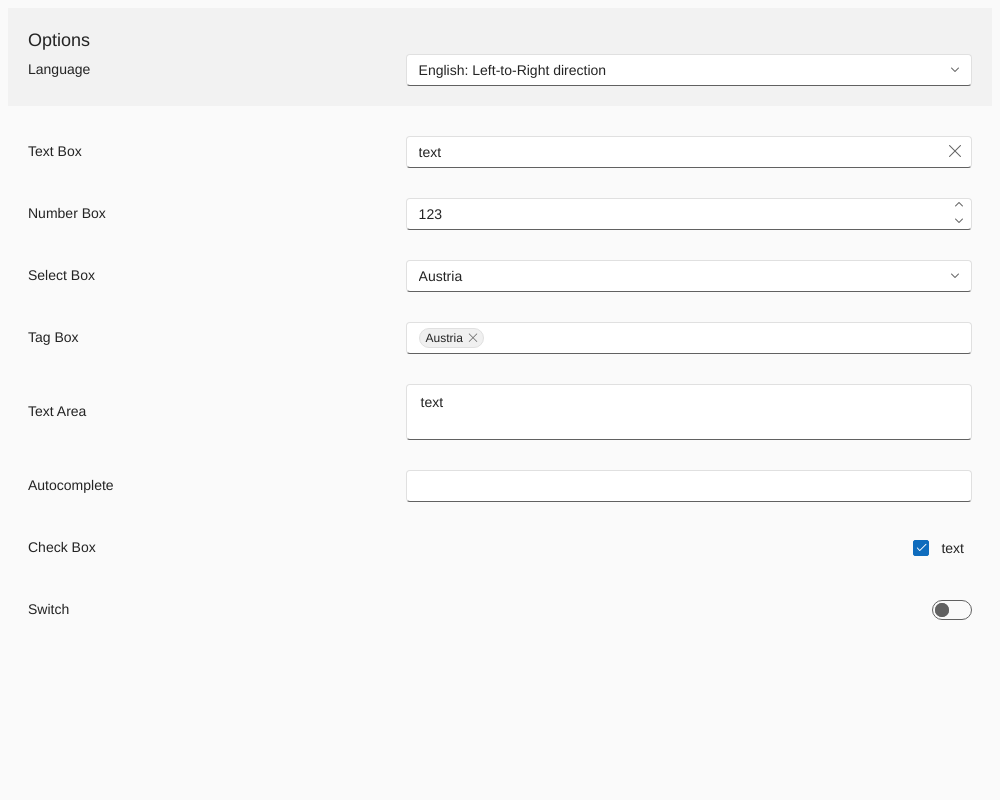 Options
Language
English: Left-to-Right direction
Text Box
text
Number Box
123
Select Box
Austria
Tag Box
Austria
Text Area
text
Autocomplete
Check Box
text
Switch